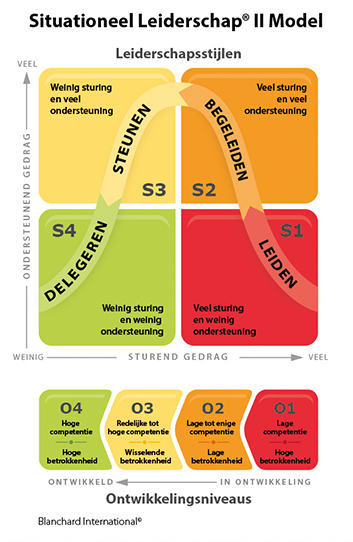 Situationeel Leiderschap® II Model
Leiderschapsstijlen
VEEL
Weinig sturing
en veel
ondersteuning
Veel sturing
en veel
ondersteuning
STEUNEN
BEGELEIDEN
S3
S2
ONDERSTEUNEND GEDRAG
S4
S1
DELEGEREN
LEIDEN
Weinig sturing
en weinig
ondersteuning
Veel sturing
en weinig
ondersteuning
WEINIG
STUREND GEDRAG
VEEL
O4
Hoge
competentie
Hoge
betrokkenheid
O3
Redelijke tot
hoge competentie
Wisselende
betrokkenheid
O2
Lage tot enige
competentie
Lage
betrokkenheid
O1
Lage
competentie
Hoge
betrokkenheid
ONTWIKKELD
IN ONTWIKKELING
Ontwikkelingsniveaus
Blanchard International®